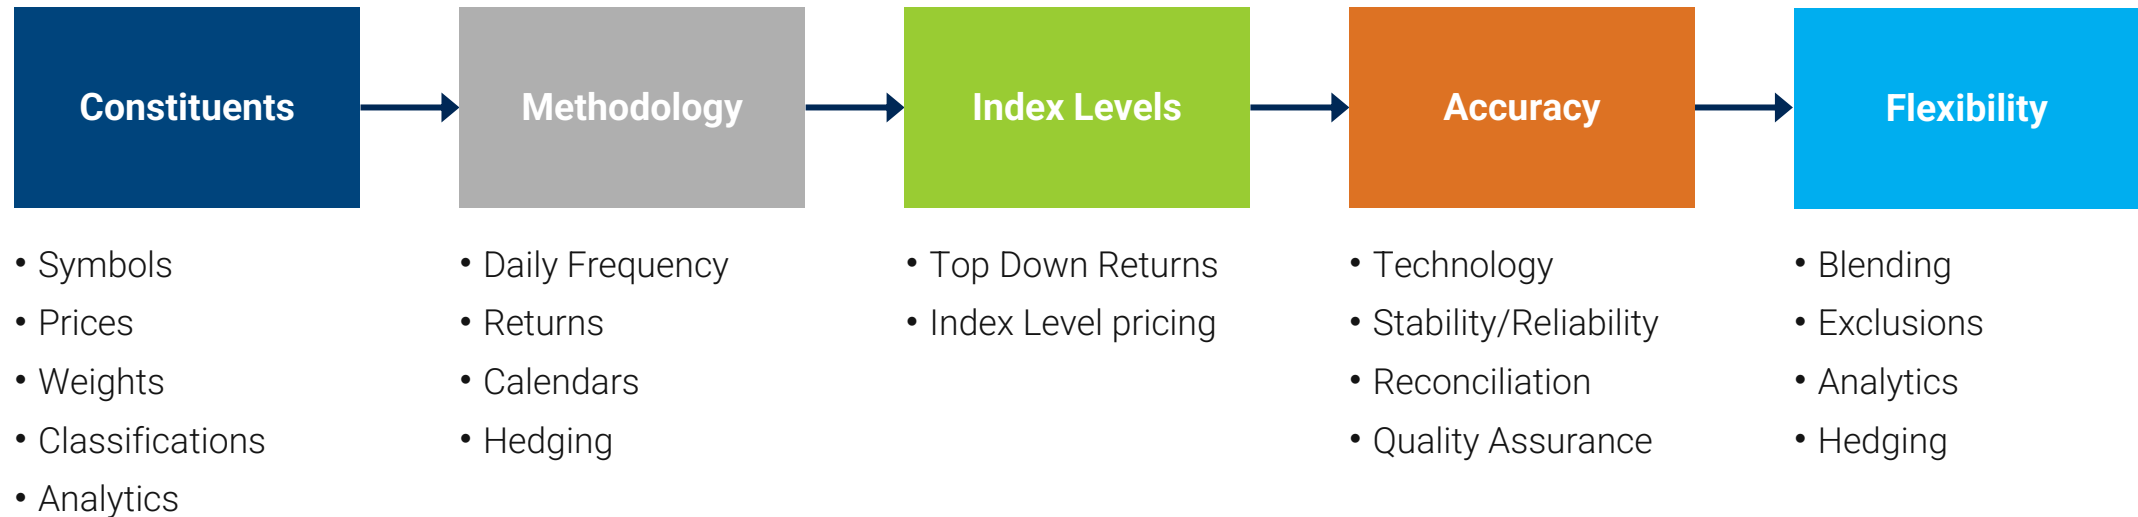 Constituents
• Symbols
• Prices
• Weights
• Classifications
• Analytics
Methodology
• Daily Frequency
• Returns
• Calendars
• Hedging
Index Levels
• Top Down Returns
• Index Level pricing
Accuracy
• Technology
• Stability/Reliability
• Reconciliation
• Quality Assurance
Flexibility
• Blending
• Exclusions
• Analytics
• Hedging